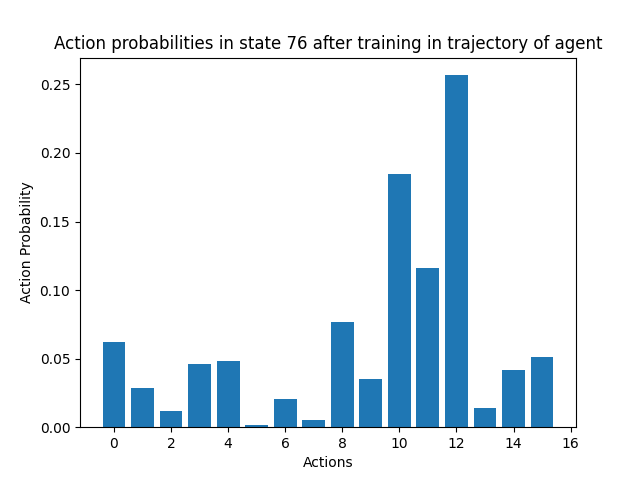 Action probabilities in state 76 after training in trajectory of agent
0.25
0.20
0.15
0.10
0.05
0.00
Action Probability
0 2 4 6 8 10 12 14 16
Actions